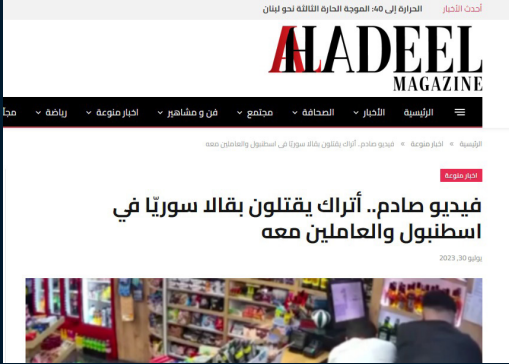 أحدث الأخبار الحرارة إلى 40: الموجة الحارة الثالثة نحو لبنان
ALADEEL
MAGAZINE
الرئيسية الأخبار الصحافة مجتمع فن و مشاهير اخبار منوعة رياضة
الرئيسية » اخبار منوعة » فيديو صادم.. أتراك يقتلون بقالا سوريًا في اسطنبول والعاملين معه
اخبار منوعة
فيديو صادم.. أتراك يقتلون بقالا سوريًّا في
اسطنبول والعاملين معه
يوليو 30, 2023